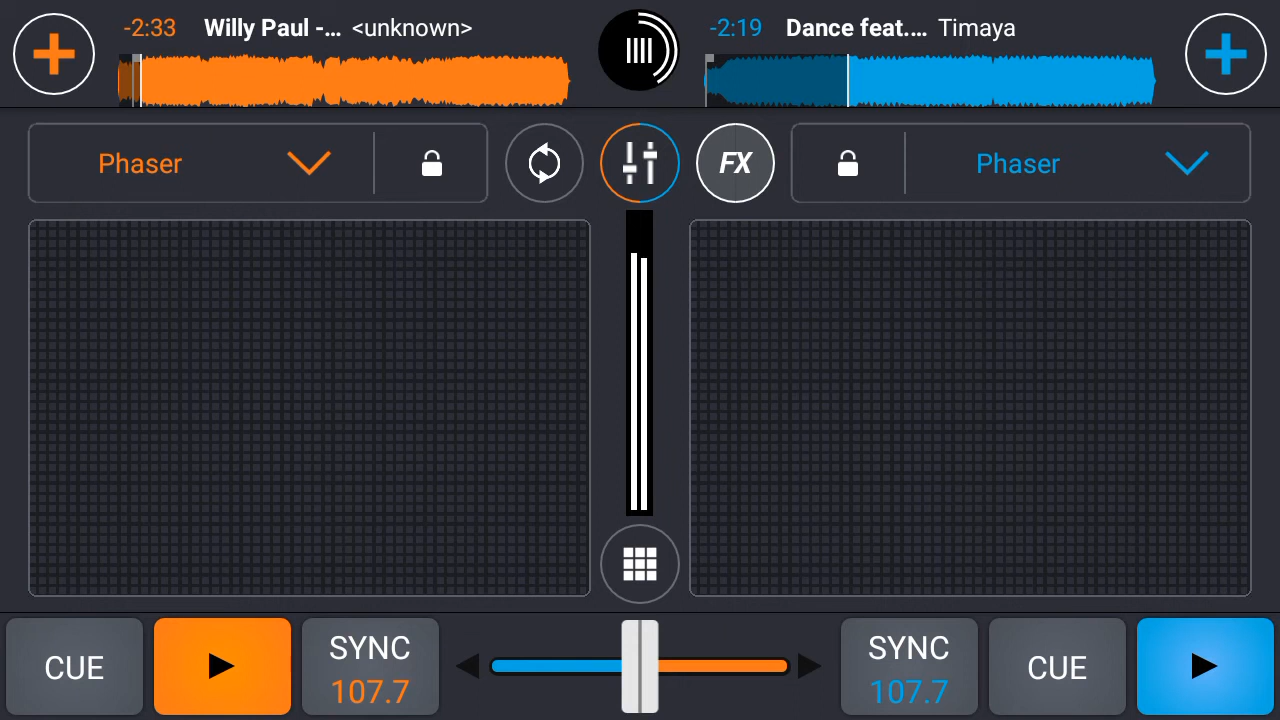 -2:33 Willy Paul -... <unknown>
-2:19 Dance feat.... Timaya
Phaser
FX
Phaser
CUE
SYNC
107.7
SYNC
107.7
CUE